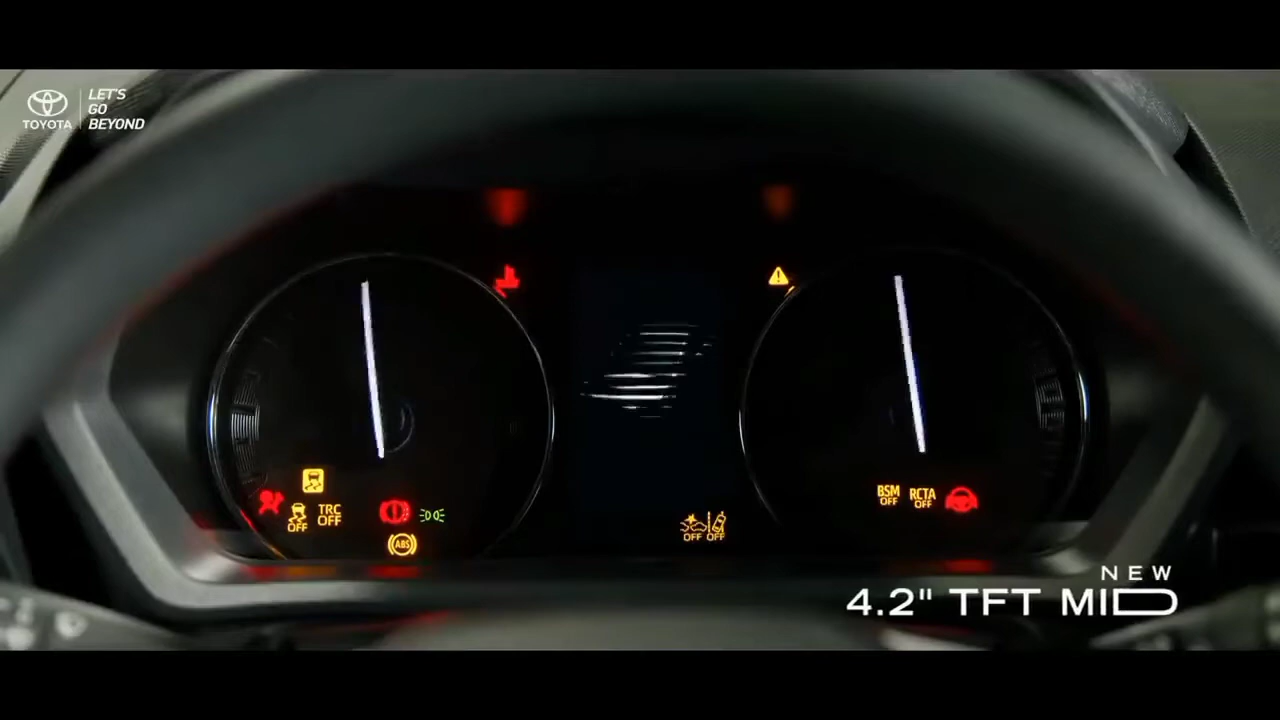 TOYOTA
LET'S
GO
BEYOND
OFF
TRC
OFF
ABS
OFF OFF
BSM
OFF
RCTA
OFF
NEW
4.2" TFT MID